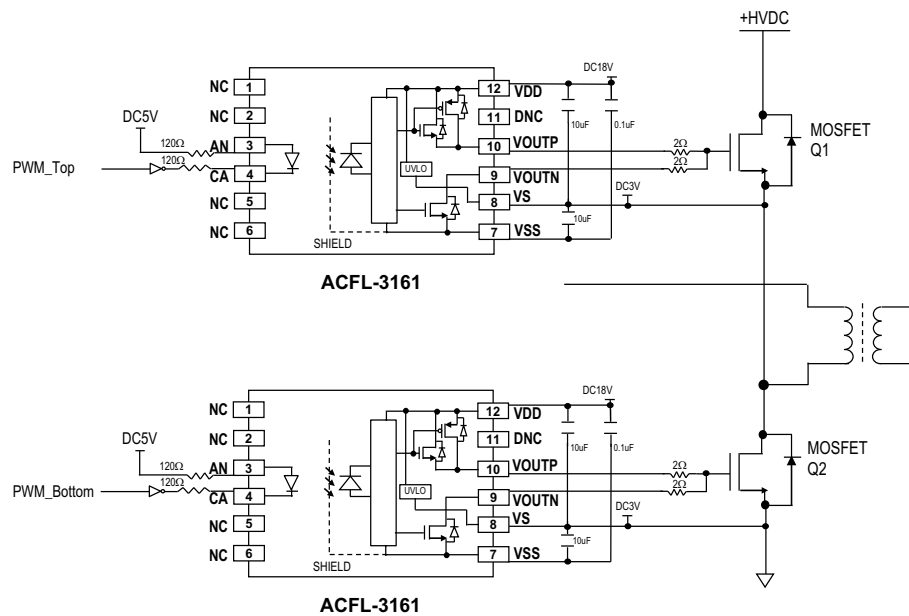 +HVDC
DC18V
NC 1
12 VDD
NC 2
11 DNC
10uF
0.1uF
DC5V
MOSFET
Q1
120Ω
AN 3
10 VOUTP
2Ω
PWM_Top
120Ω
CA 4
UVLO
9 VOUTN
2Ω
NC 5
8 VS
DC3V
NC 6
10uF
7 VSS
SHIELD
ACFL-3161
DC18V
NC 1
12 VDD
NC 2
11 DNC
10uF
0.1uF
DC5V
MOSFET
Q2
120Ω
AN 3
10 VOUTP
2Ω
PWM_Bottom
120Ω
CA 4
UVLO
9 VOUTN
2Ω
NC 5
8 VS
DC3V
NC 6
10uF
7 VSS
SHIELD
ACFL-3161